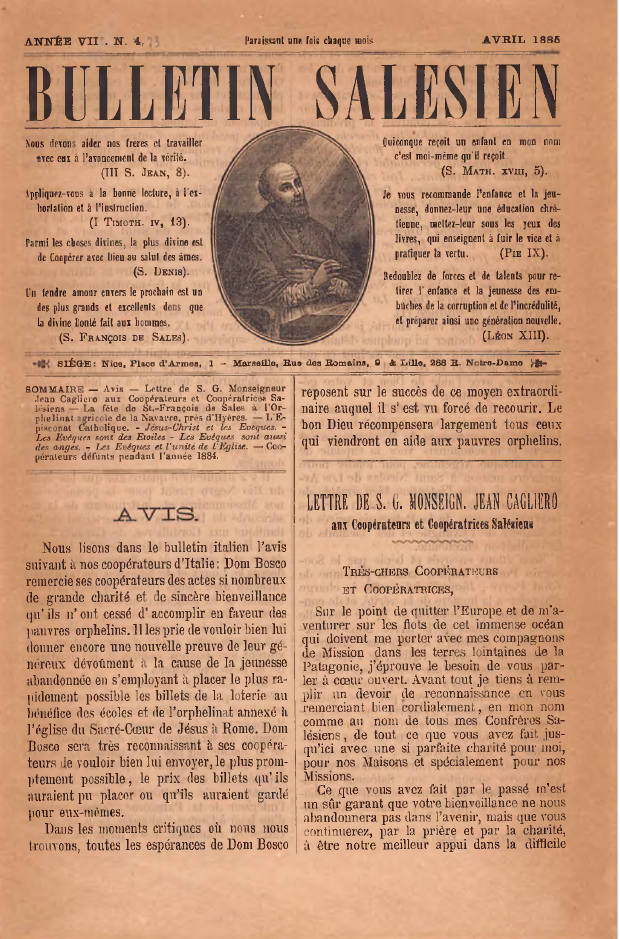 ANNÉE VII. N. 4. 73
Paraissant une fois chaque mois
AVRIL 1885
BULLETIN SALESIEN
Nous devons aider nos freres et travailler
avec eux à l'avancement de la vérité.
(III S. JEAN, 8).
Appliquez-vous à la bonne lecture, à l'ex-
hortation et à l'instruction.
(I TIMOTH. IV, 13).
Parmi les choses divines, la plus divine est
de Coopérer avec Dieu au salut des âmes.
(S. DENIS).
Un tendre amour envers le prochain est un
des plus grands et excellents dons que
la divine Bonté fait aux hommes.
(S. FRANÇOIS DE SALES).
Quiconque reçoit un enfant en mon nom
c'est moi-même qu'il reçoit
(S. MATH. XVIII, 5).
Je vous recommande l'enfance et la jeu-
nesse, donnez-leur une éducation chré-
tienne, mettez-leur sous les yeux des
livres, qui enseignent à fuir le vice et à
pratiquer la vertu. (PIE IX).
Redoublez de forces et de talents pour re-
tirer l'enfance et la jeunesse des em-
bûches de la corruption et de l'incrédulité,
et préparer ainsi une génération nouvelle.
(LÉON XIII).
SIÉGE: Nice, Place d'Armes, 1 – Marseille, Rue des Romains, 9 & Lille, 288 R. Notre-Dame
SOMMAIRE — Avis — Lettre de S. G. Monseigneur
Jean Cagliero aux Coopérateurs et Coopératrices Sa-
lésiens — La fête de St.-François de Sales à l'Or-
phelinat agricole de la Navarre, près d'Hyères. — L'É-
piscopat Catholique. - Jésus-Christ et les Evêques. -
Les Evêques sont des Etoiles - Les Evêques sont aussi
des anges. - Les Evêques et l'unité de l'Eglise. — Coo-
pérateurs défunts pendant l'année 1884.
AVIS.
Nous lisons dans le bulletin italien l'avis
suivant à nos coopérateurs d'Italie: Dom Bosco
remercie ses coopérateurs des actes si nombreux
de grande charité et de sincère bienveillance
qu'ils n'ont cessé d'accomplir en faveur des
pauvres orphelins. Il les prie de vouloir bien lui
donner encore une nouvelle preuve de leur gé-
néreux dévoûment à la cause de la jeunesse
abandonnée en s'employant à placer le plus ra-
pidement possible les billets de la loterie au
bénéfice des écoles et de l'orphelinat annexé à
l'église du Sacré-Cœur de Jésus à Rome. Dom
Bosco sera très reconnaissant à ses coopéra-
teurs de vouloir bien lui envoyer, le plus prom-
ptement possible, le prix des billets qu'ils
auraient pu placer ou qu'ils auraient gardé
pour eux-mêmes.
Dans les moments critiques où nous nous
trouvons, toutes les espérances de Dom Bosco
reposent sur le succès de ce moyen extraordi-
naire auquel il s'est vu forcé de recourir. Le
bon Dieu récompensera largement tous ceux
qui viendront en aide aux pauvres orphelins.
LETTRE DE S. G. MONSEIGN. JEAN CAGLIERO
aux Coopérateurs et Coopératrices Salésiens
TRÈS-CHERS COOPÉRATEURS
ET COOPÉRATRICES,
Sur le point de quitter l'Europe et de m'a-
venturer sur les flots de cet immense océan
qui doivent me porter avec mes compagnons
de Mission dans les terres lointaines de la
Patagonie, j'éprouve le besoin de vous par-
ler à cœur ouvert. Avant tout je tiens à rem-
plir un devoir de reconnaissance en vous
remerciant bien cordialement, en mon nom
comme au nom de tous mes Confrères Sa-
lésiens, de tout ce que vous avez fait jus-
qu'ici avec une si parfaite charité pour moi,
pour nos Maisons et spécialement pour nos
Missions.
Ce que vous avez fait par le passé m'est
un sûr garant que votre bienveillance ne nous
abandonnera pas dans l'avenir, mais que vous
continuerez, par la prière et par la charité,
à être notre meilleur appui dans la difficile